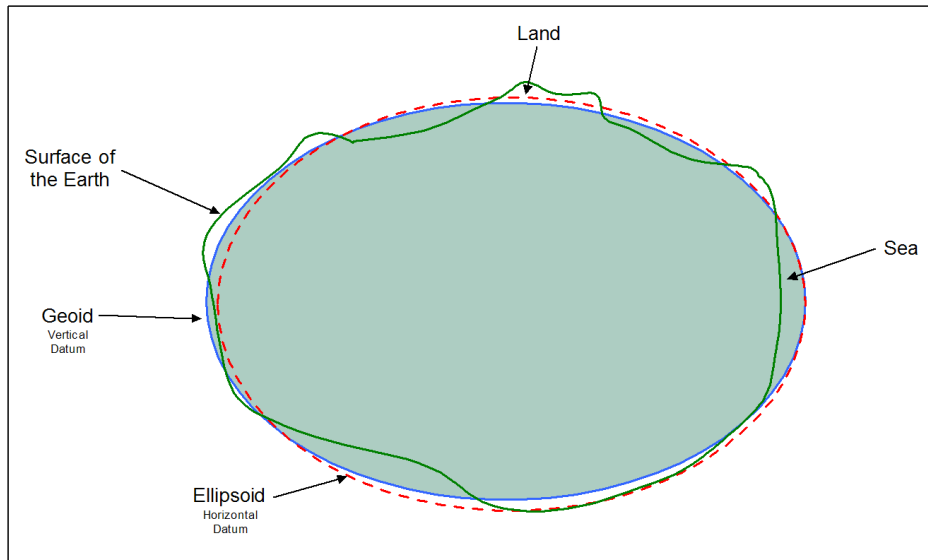 Land
Surface of
the Earth
Sea
Geoid
Vertical
Datum
Ellipsoid
Horizontal
Datum